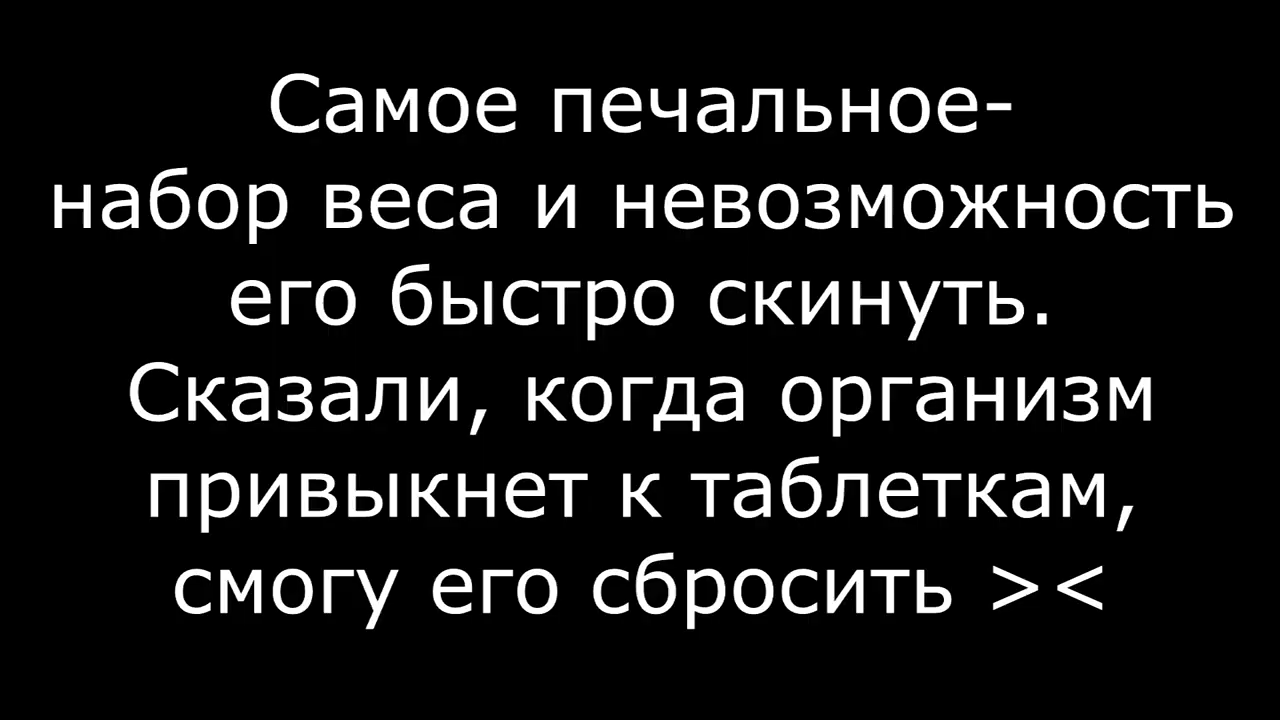 Самое печальное-
набор веса и невозможность
его быстро скинуть.
Сказали, когда организм
привыкнет к таблеткам,
смогу его сбросить ><